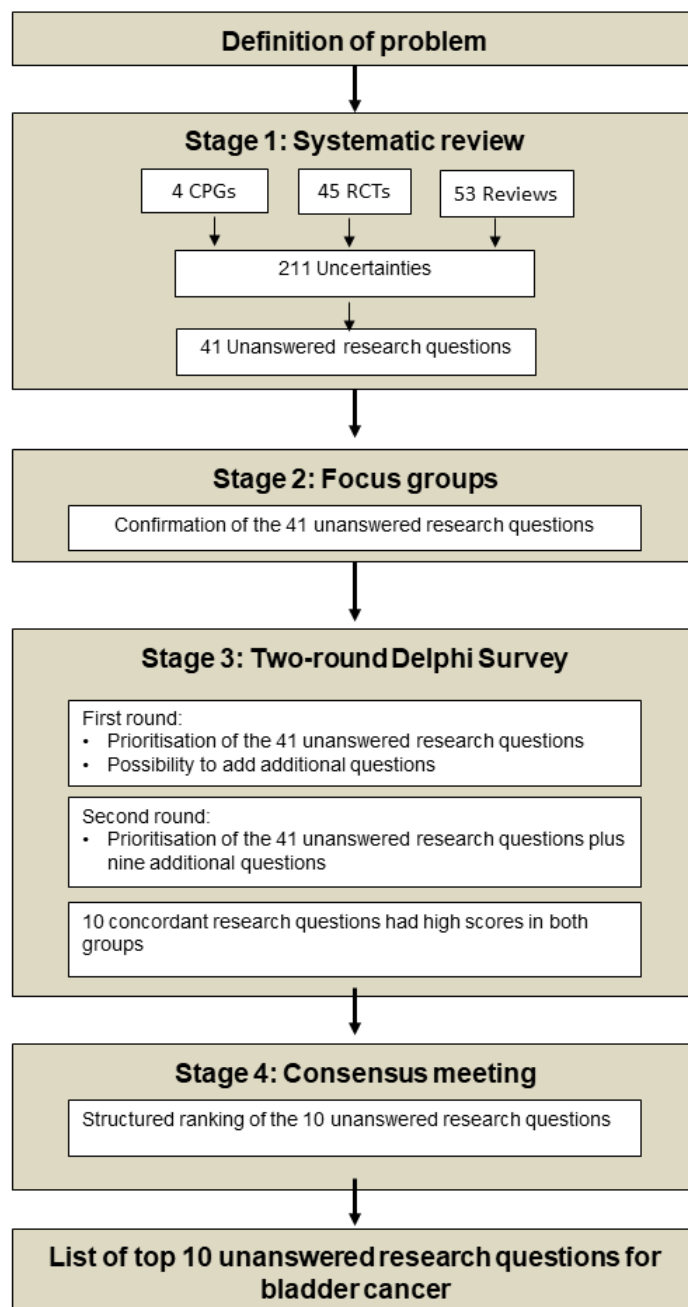 Definition of problem
Stage 1: Systematic review
4 CPGs
45 RCTs
53 Reviews
211 Uncertainties
41 Unanswered research questions
Stage 2: Focus groups
Confirmation of the 41 unanswered research questions
Stage 3: Two-round Delphi Survey
First round:
• Prioritisation of the 41 unanswered research questions
• Possibility to add additional questions
Second round:
• Prioritisation of the 41 unanswered research questions plus
nine additional questions
10 concordant research questions had high scores in both
groups
Stage 4: Consensus meeting
Structured ranking of the 10 unanswered research questions
List of top 10 unanswered research questions for
bladder cancer